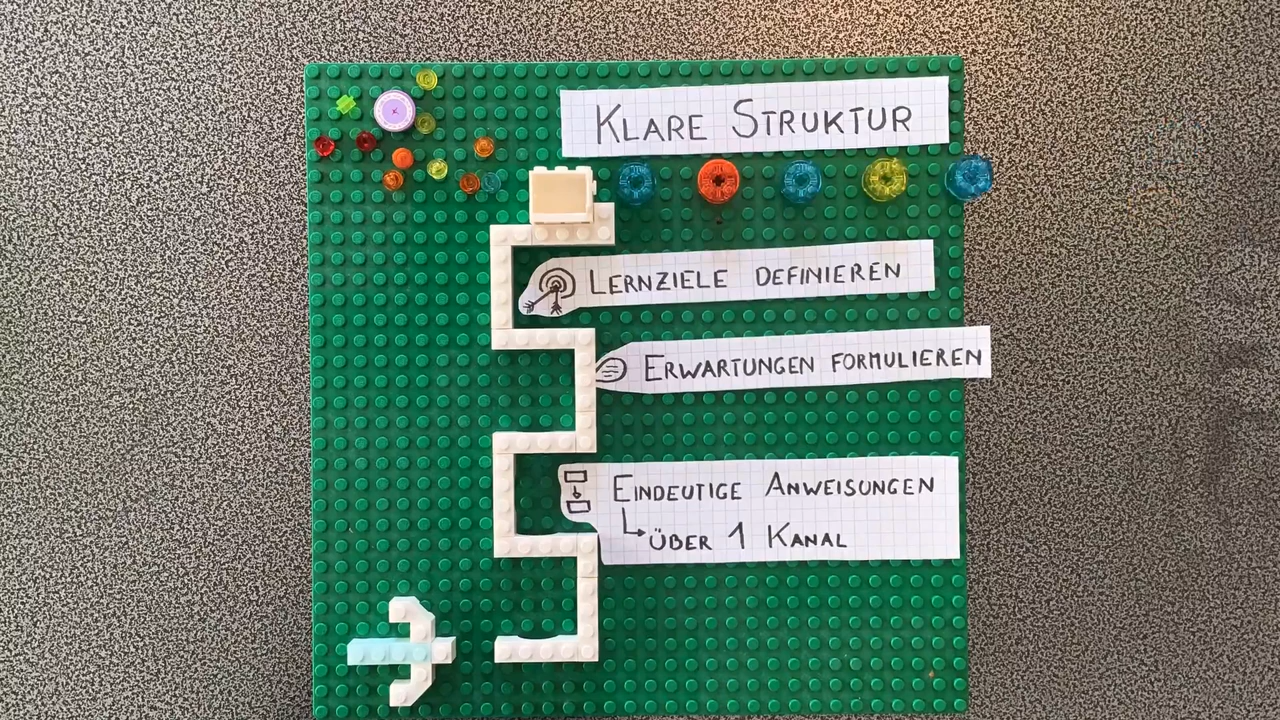 KLARE STRUKTUR
LERNZIELE DEFINIEREN
ERWARTUNGEN FORMULIEREN
EINDEUTIGE ANWEISUNGEN
ÜBER 1 KANAL